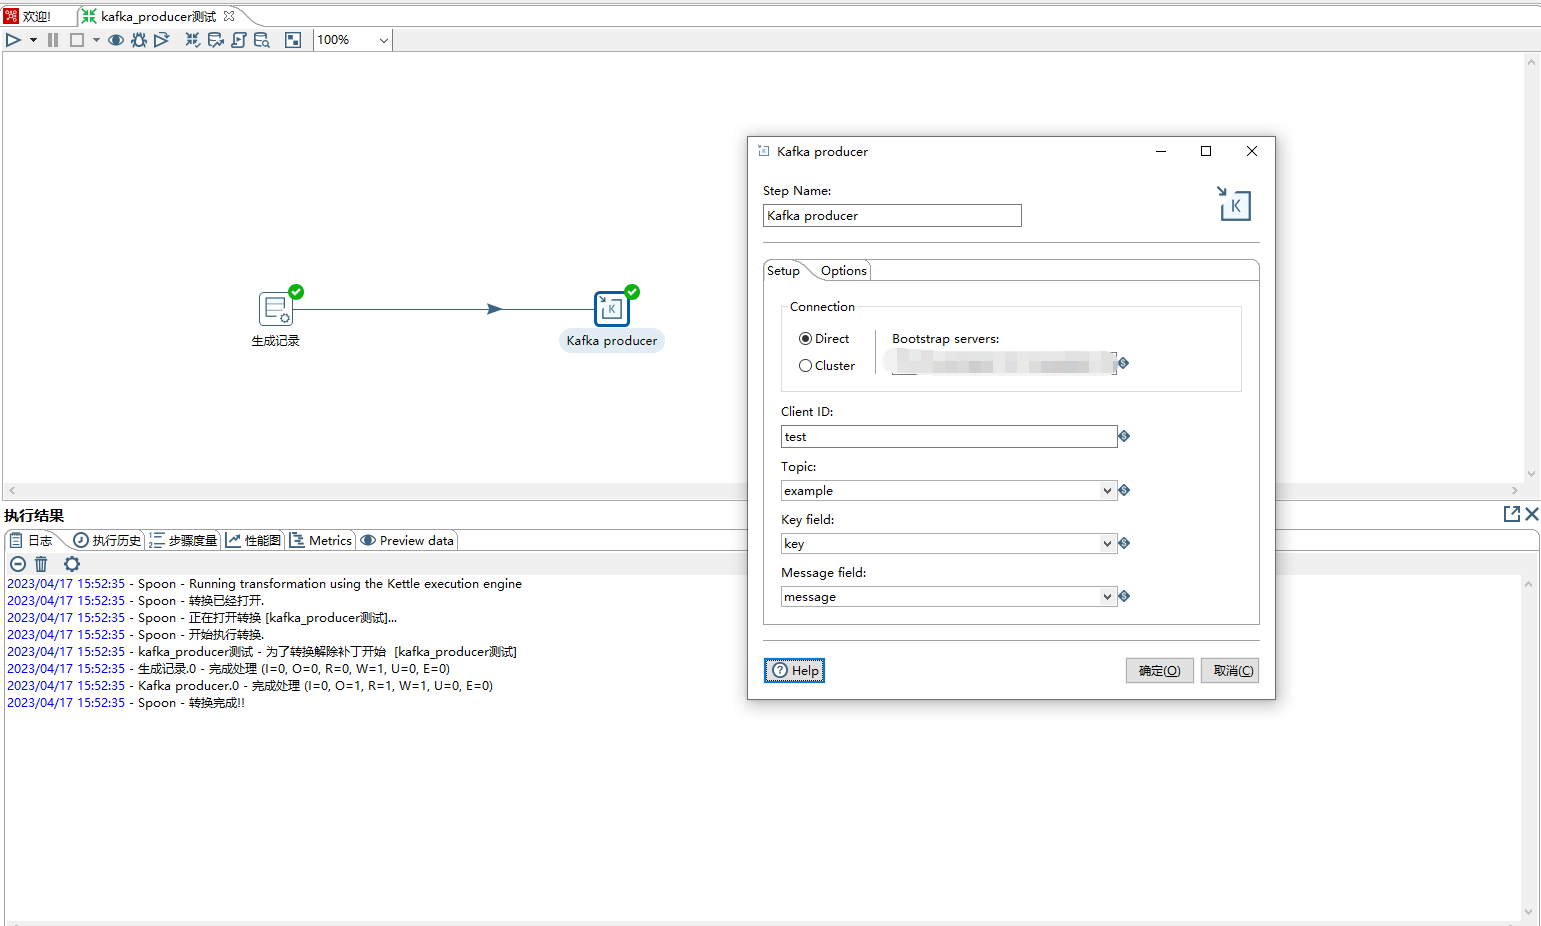 欢迎!
kafka_producer测试
100%
生成记录
Kafka producer
Kafka producer
Step Name:
Kafka producer
K
Setup
Options
Connection
Direct
Cluster
Bootstrap servers:
Client ID:
test
Topic:
example
Key field:
key
Message field:
message
Help
确定(O)
取消(C)
执行结果
日志
执行历史
步骤度量
性能图
Metrics
Preview data
2023/04/17 15:52:35 - Spoon - Running transformation using the Kettle execution engine
2023/04/17 15:52:35 - Spoon - 转换已经打开.
2023/04/17 15:52:35 - Spoon - 正在打开转换 [kafka_producer测试]...
2023/04/17 15:52:35 - Spoon - 开始执行转换.
2023/04/17 15:52:35 - kafka_producer测试 - 为了转换解除补丁开始  [kafka_producer测试]
2023/04/17 15:52:35 - 生成记录.0 - 完成处理 (I=0, O=0, R=0, W=1, U=0, E=0)
2023/04/17 15:52:35 - Kafka producer.0 - 完成处理 (I=0, O=1, R=1, W=1, U=0, E=0)
2023/04/17 15:52:35 - Spoon - 转换完成!!